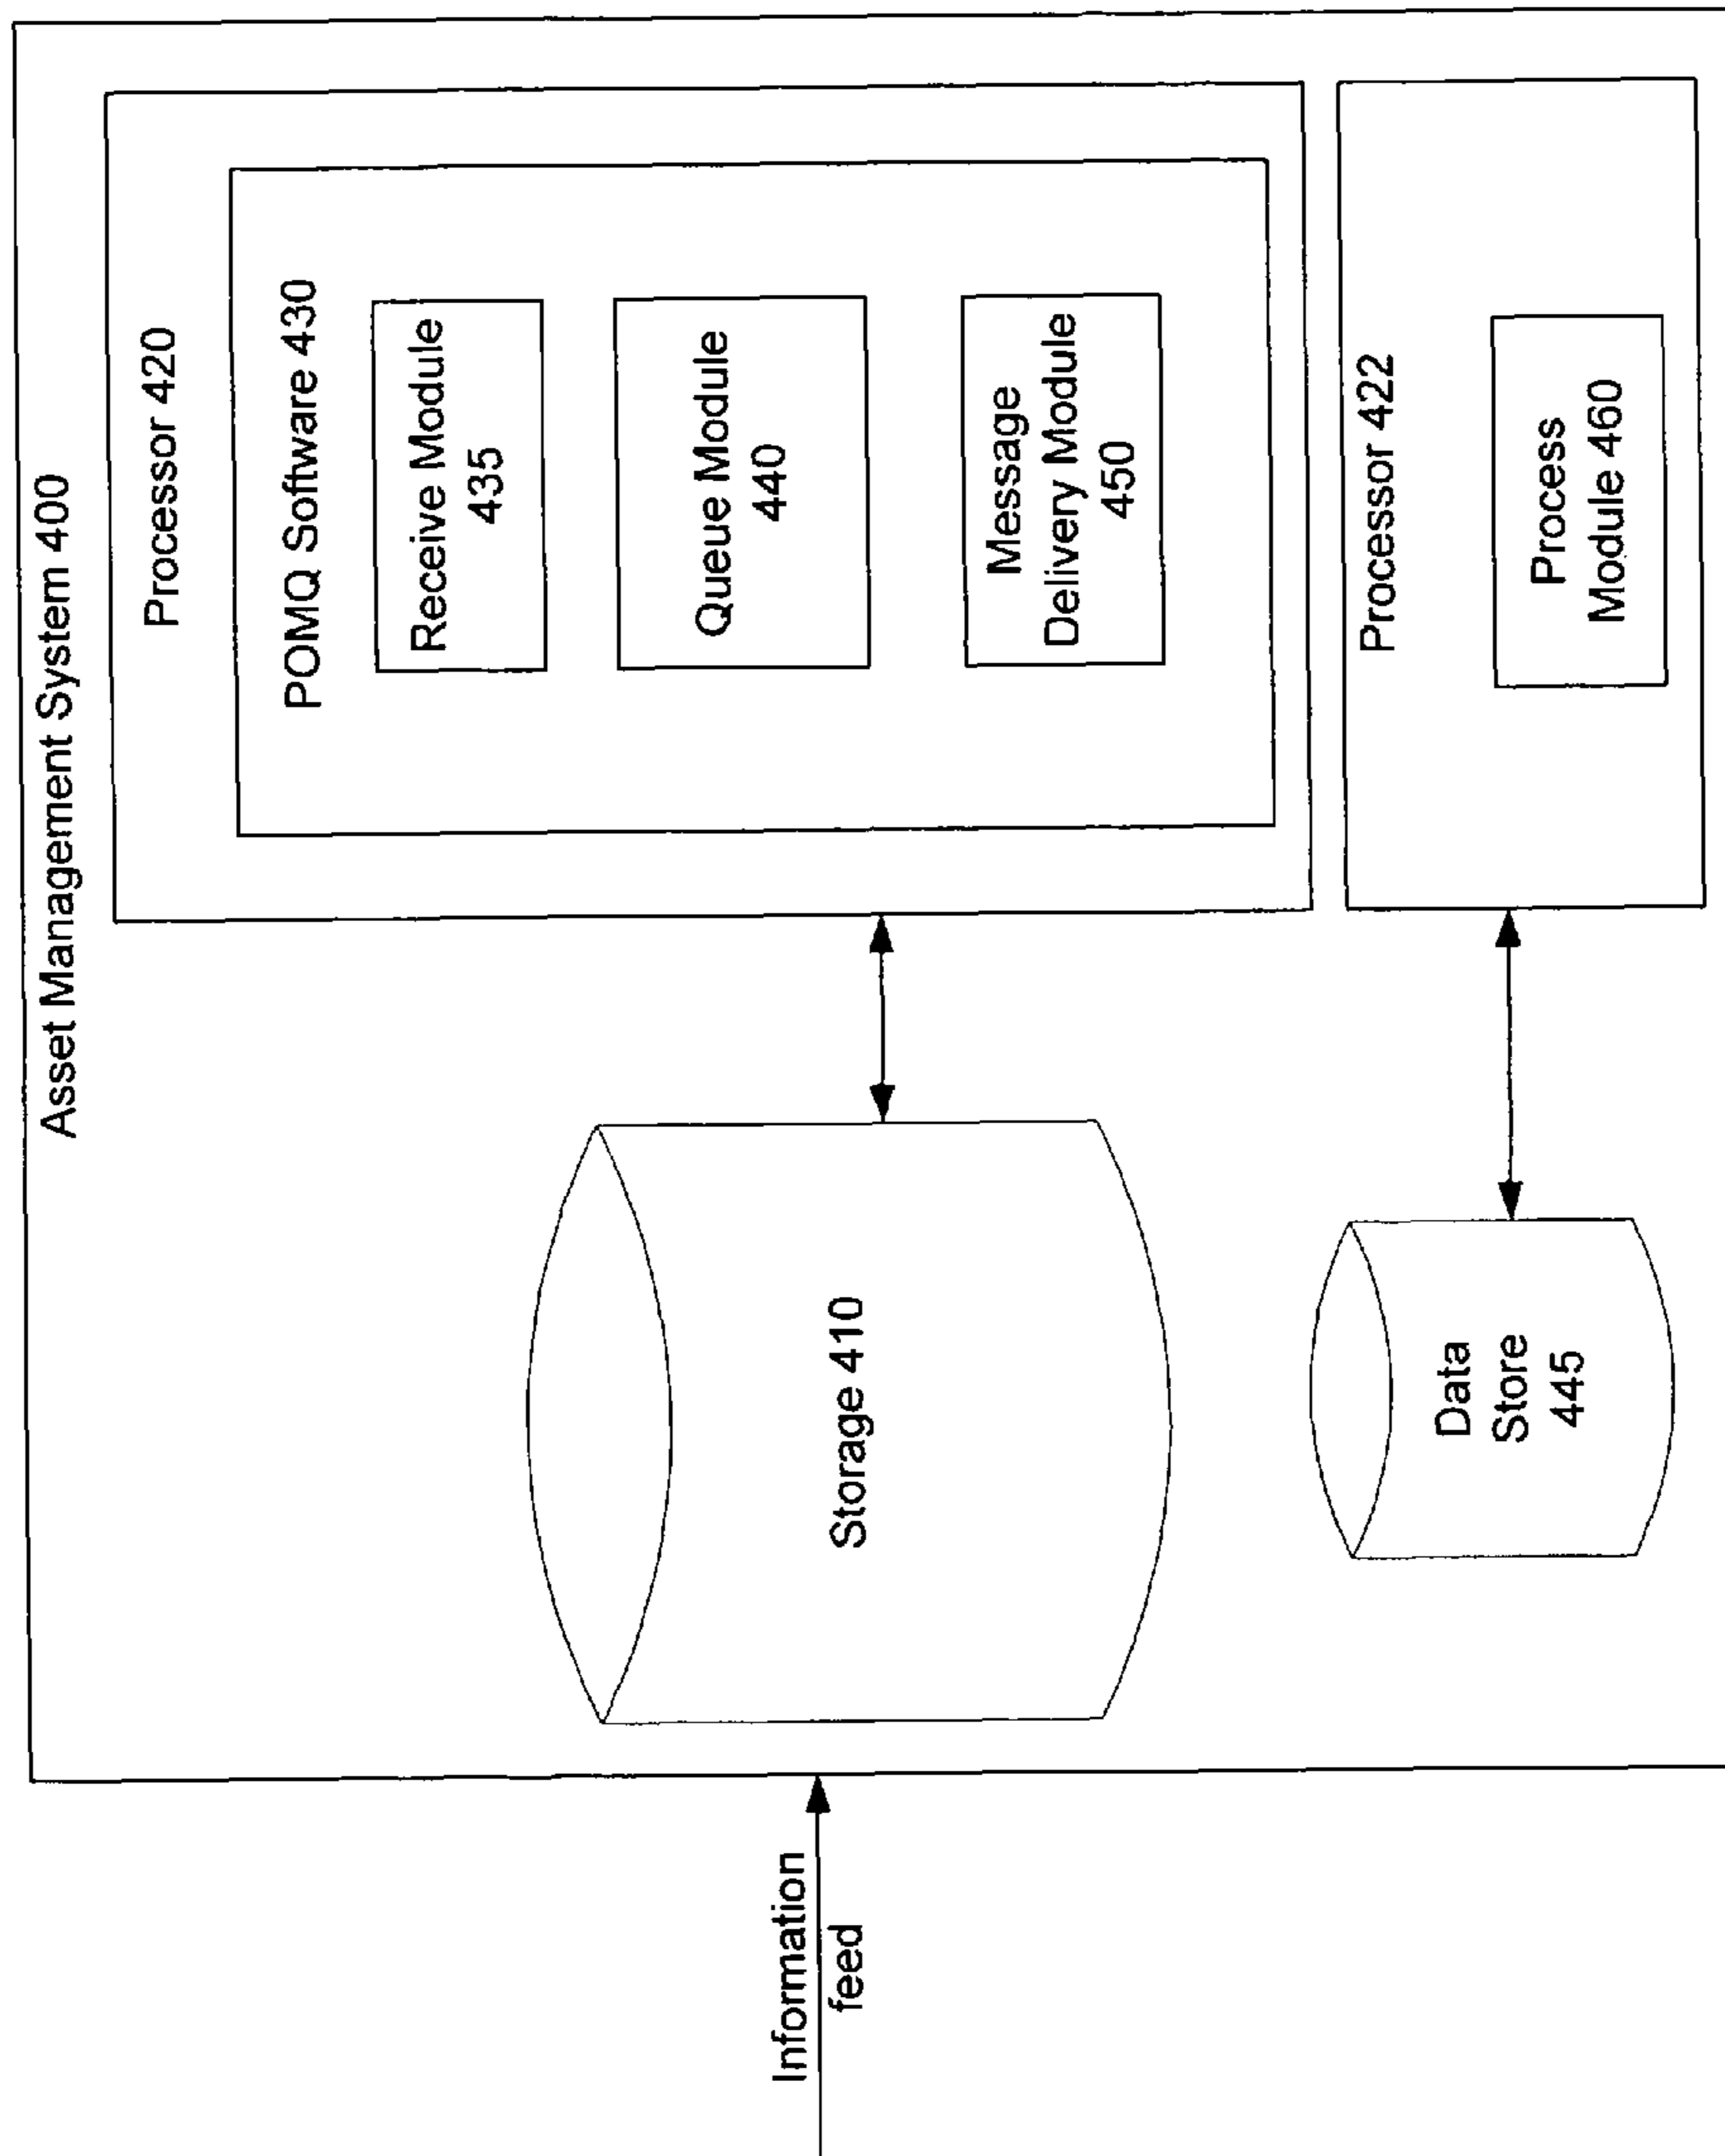 Asset Management System 400
Information
feed
Storage 410
Data
Store
445
Processor 420
POMQ Software 430
Receive Module
435
Queue Module
440
Message
Delivery Module
450
Processor 422
Process
Module 460